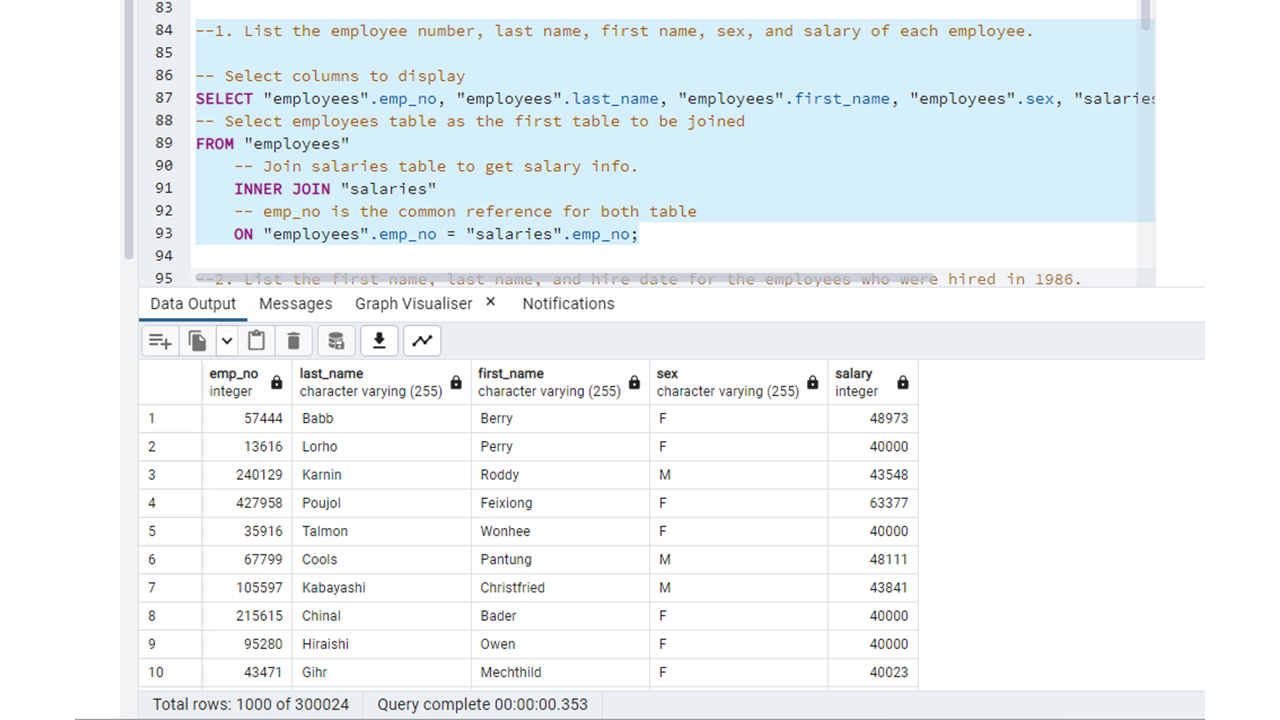 83
84 --1. List the employee number, last name, first name, sex, and salary of each employee.
85
86 -- Select columns to display
87 SELECT "employees".emp_no, "employees".last_name, "employees".first_name, "employees".sex, "salaries
88 -- Select employees table as the first table to be joined
89 FROM "employees"
90 -- Join salaries table to get salary info.
91 INNER JOIN "salaries"
92 -- emp_no is the common reference for both table
93 ON "employees".emp_no = "salaries".emp_no;
94
95 --2. List the first name, last name, and hire date for the employees who were hired in 1986.
Data Output Messages Graph Visualiser × Notifications
emp_no last_name first_name sex salary
integer character varying (255) character varying (255) character varying (255) integer
1 57444 Babb Berry F 48973
2 13616 Lorho Perry F 40000
3 240129 Karnin Roddy M 43548
4 427958 Poujol Feixiong F 63377
5 35916 Talmon Wonhee F 40000
6 67799 Cools Pantung M 48111
7 105597 Kabayashi Christfried M 43841
8 215615 Chinal Bader F 40000
9 95280 Hiraishi Owen F 40000
10 43471 Gihr Mechthild F 40023
Total rows: 1000 of 300024 Query complete 00:00:00.353